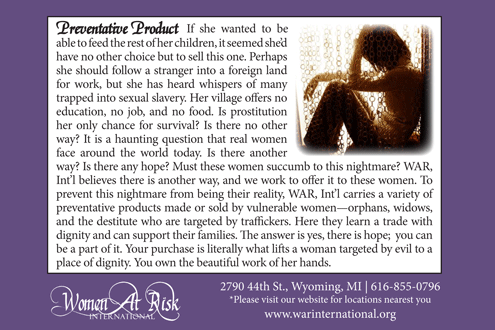 Preventative Product If she wanted to be
able to feed the rest of her children, it seemed she'd
have no other choice but to sell this one. Perhaps
she should follow a stranger into a foreign land
for work, but she has heard whispers of many
trapped into sexual slavery. Her village offers no
education, no job, and no food. Is prostitution
her only chance for survival? Is there no other
way? It is a haunting question that real women
face around the world today. Is there another
way? Is there any hope? Must these women succumb to this nightmare? WAR,
Int'l believes there is another way, and we work to offer it to these women. To
prevent this nightmare from being their reality, WAR, Int'l carries a variety of
preventative products made or sold by vulnerable women—orphans, widows,
and the destitute who are targeted by traffickers. Here they learn a trade with
dignity and can support their families. The answer is yes, there is hope; you can
be a part of it. Your purchase is literally what lifts a woman targeted by evil to a
place of dignity. You own the beautiful work of her hands.
Women At Risk
INTERNATIONAL
2790 44th St., Wyoming, MI | 616-855-0796
*Please visit our website for locations nearest you
www.warinternational.org